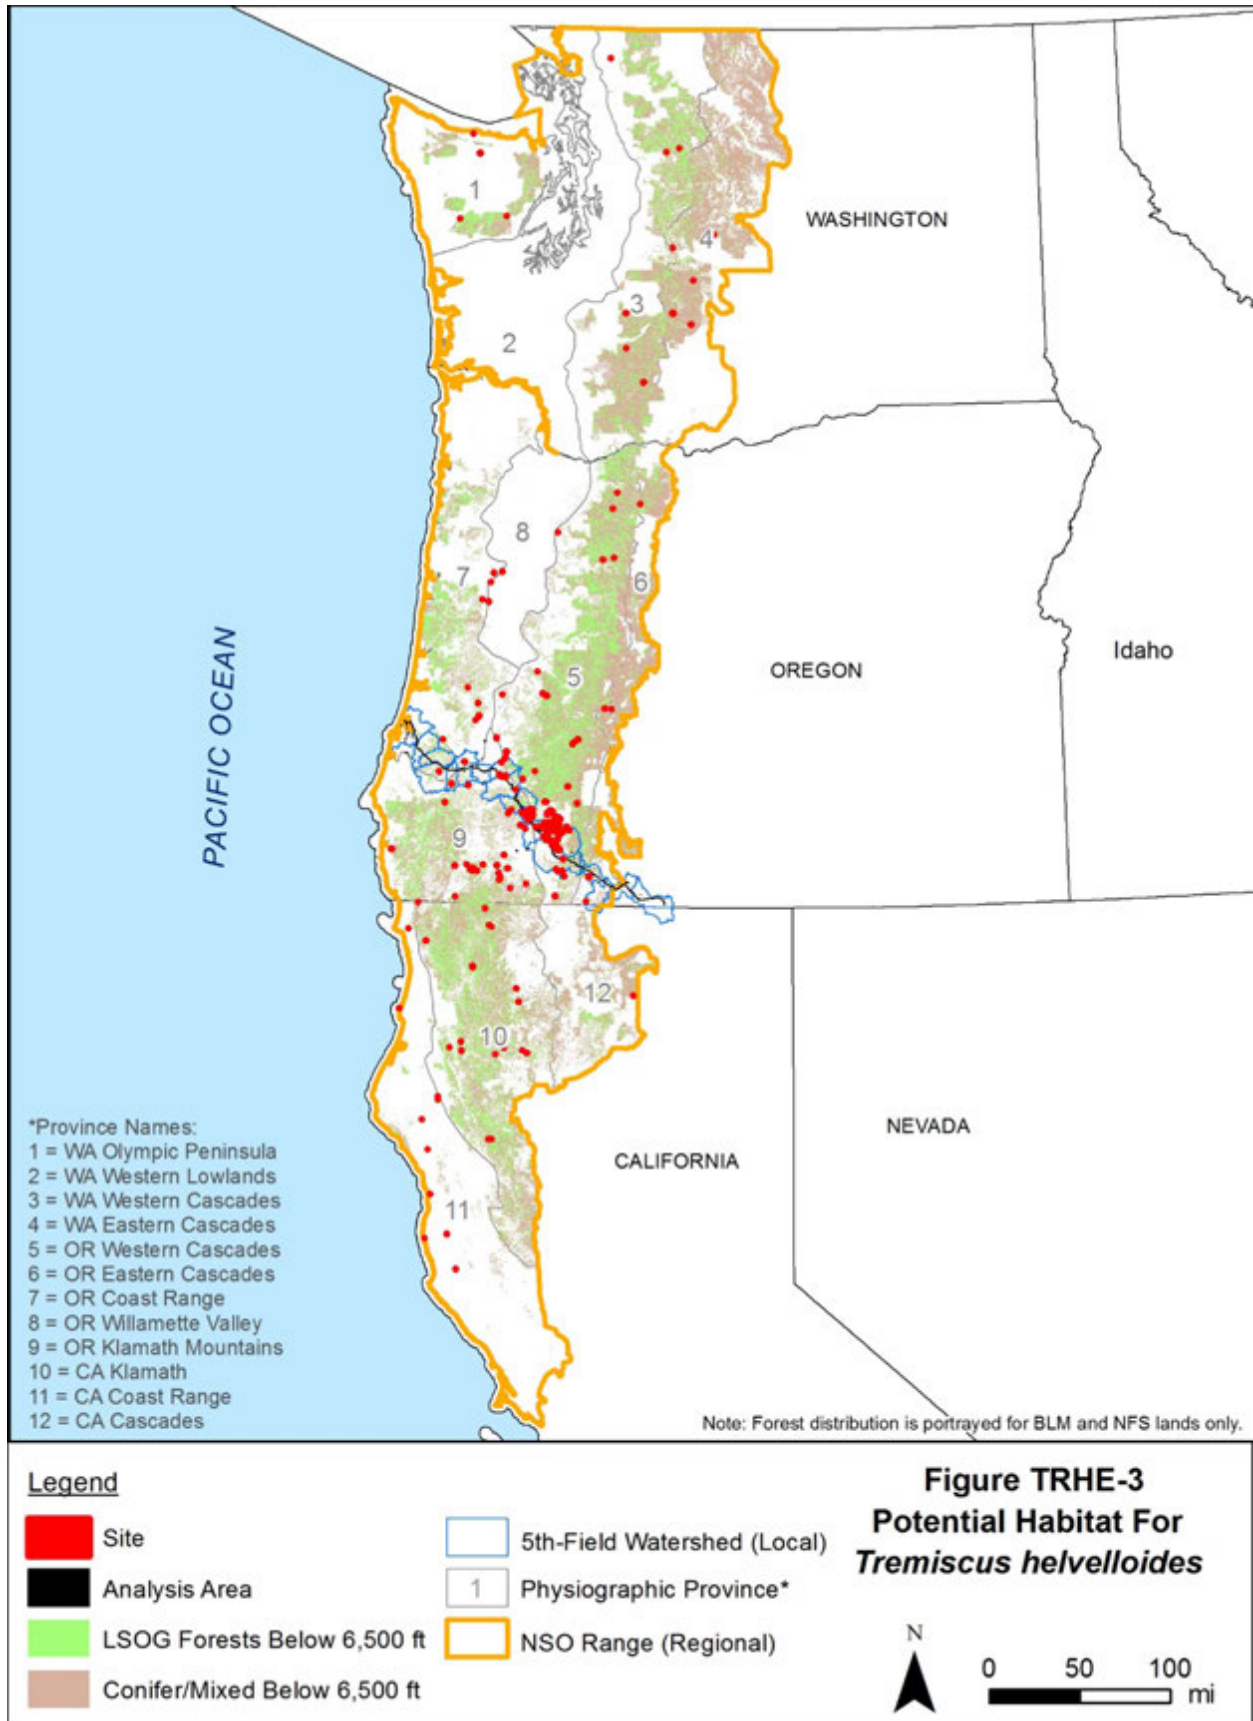 WASHINGTON
1
4
3
2
8
7
6
5
OREGON
Idaho
PACIFIC OCEAN
9
12
10
NEVADA
CALIFORNIA
11
*Province Names:
1 = WA Olympic Peninsula
2 = WA Western Lowlands
3 = WA Western Cascades
4 = WA Eastern Cascades
5 = OR Western Cascades
6 = OR Eastern Cascades
7 = OR Coast Range
8 = OR Willamette Valley
9 = OR Klamath Mountains
10 = CA Klamath
11 = CA Coast Range
12 = CA Cascades
Note: Forest distribution is portrayed for BLM and NFS lands only.
Legend
Site
Analysis Area
LSOG Forests Below 6,500 ft
Conifer/Mixed Below 6,500 ft
5th-Field Watershed (Local)
1 Physiographic Province*
NSO Range (Regional)
Figure TRHE-3
Potential Habitat For
Tremiscus helvelloides
N
0 50 100
mi